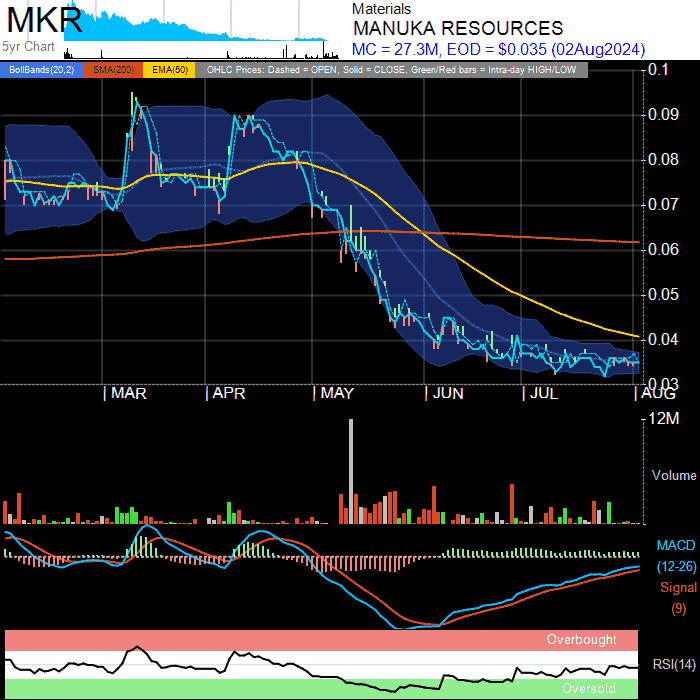 MKR
5yr Chart
Materials
MANUKA RESOURCES
MC = 27.3M, EOD = $0.035 (02Aug2024)
BollBands(20,2) SMA(200) EMA(50) OHLC Prices: Dashed = OPEN, Solid = CLOSE, Green/Red bars = Intra-day HIGH/LOW
0.1
0.09
0.08
0.07
0.06
0.05
0.04
0.03
MAR APR MAY JUN JUL AUG
12M
Volume
MACD
(12-26)
Signal
(9)
Overbought
RSI(14)
Oversold